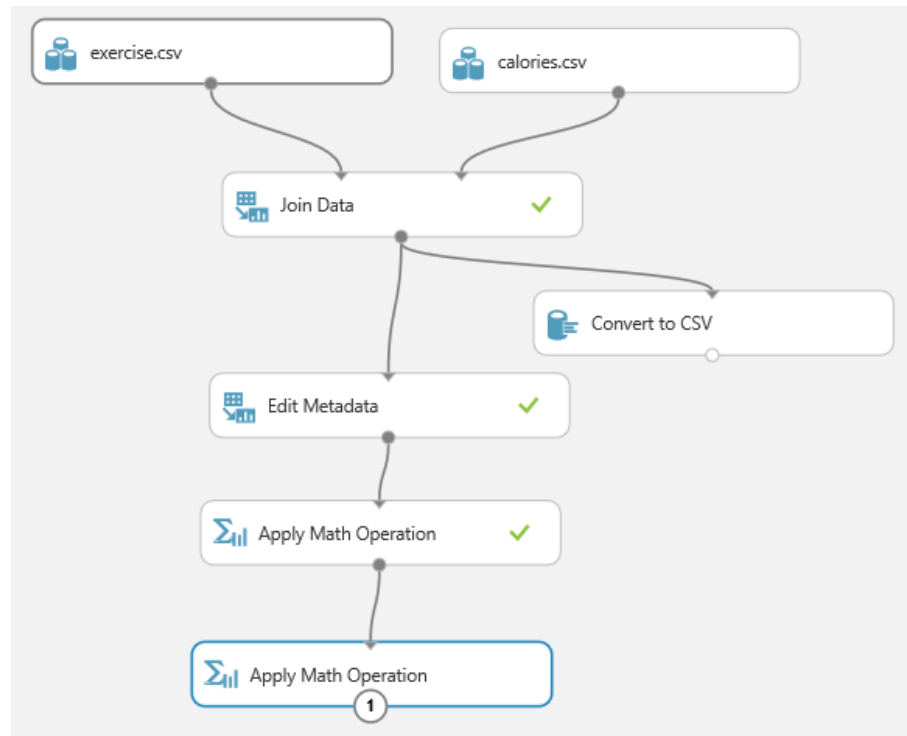 exercise.csv
calories.csv
Join Data
Convert to CSV
Edit Metadata
Apply Math Operation
Apply Math Operation
1